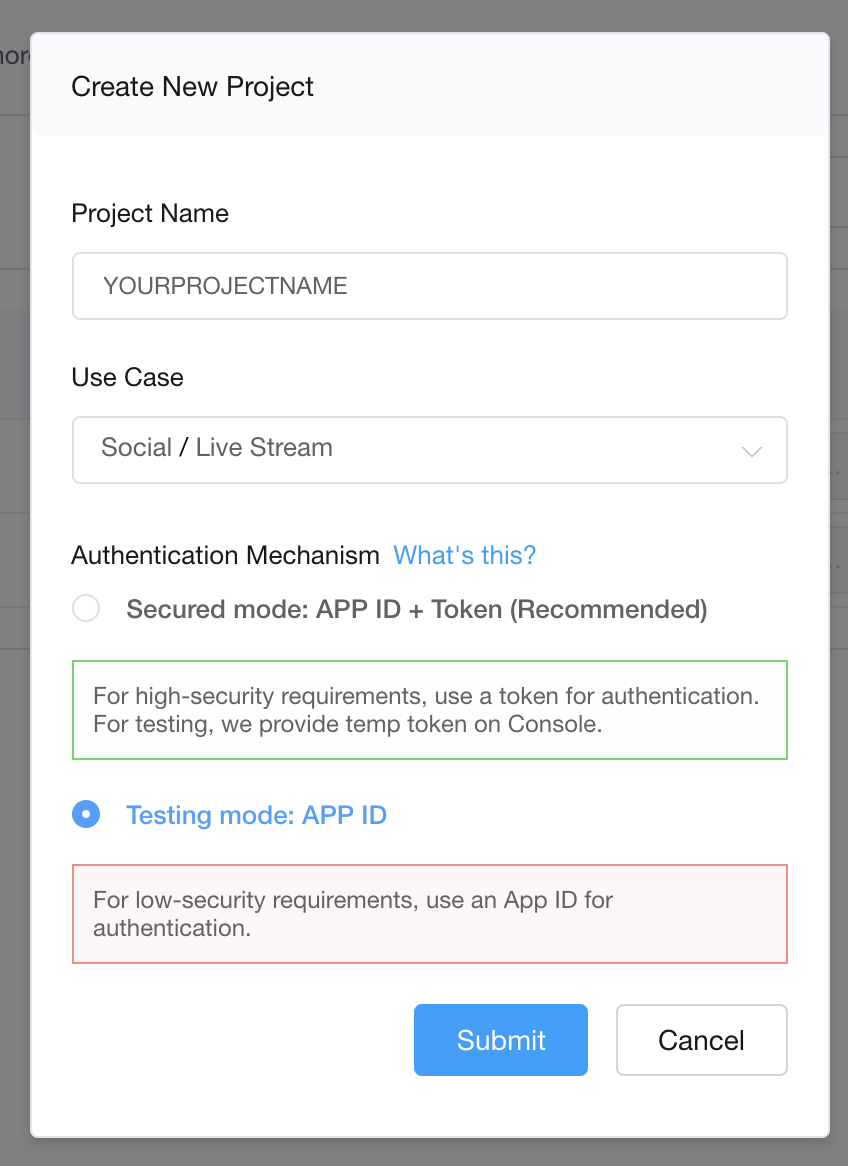 Create New Project
Project Name
YOURPROJECTNAME
Use Case
Social / Live Stream
Authentication Mechanism What's this?
Secured mode: APP ID + Token (Recommended)
For high-security requirements, use a token for authentication.
For testing, we provide temp token on Console.
Testing mode: APP ID
For low-security requirements, use an App ID for
authentication.
Submit Cancel